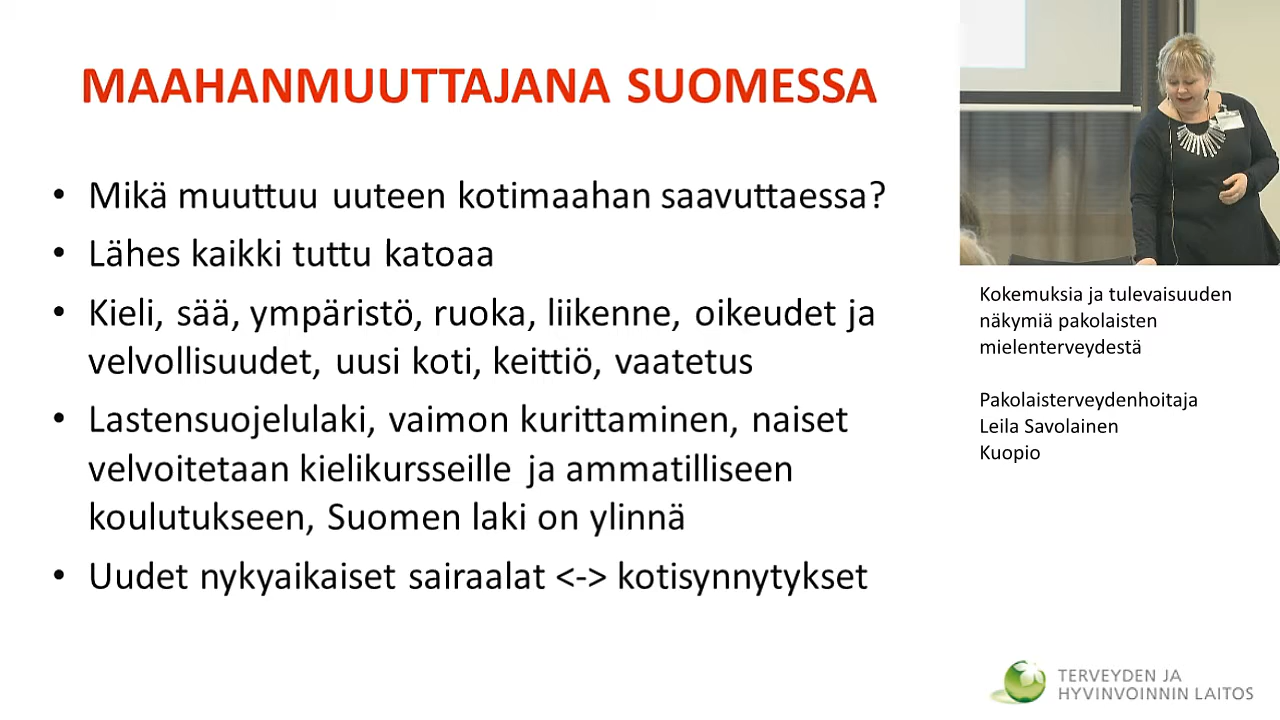 MAAHANMUUTTAJANA SUOMESSA
• Mikä muuttuu uuteen kotimaahan saavuttaessa?
• Lähes kaikki tuttu katoaa
• Kieli, sää, ympäristö, ruoka, liikenne, oikeudet ja
velvollisuudet, uusi koti, keittiö, vaatetus
• Lastensuojelulaki, vaimon kurittaminen, naiset
velvoitetaan kielikursseille ja ammatilliseen
koulutukseen, Suomen laki on ylinnä
• Uudet nykyaikaiset sairaalat <-> kotisynnytykset
Kokemuksia ja tulevaisuuden
näkymiä pakolaisten
mielenterveydestä
Pakolaisterveydenhoitaja
Leila Savolainen
Kuopio
TERVEYDEN JA
HYVINVOINNIN LAITOS